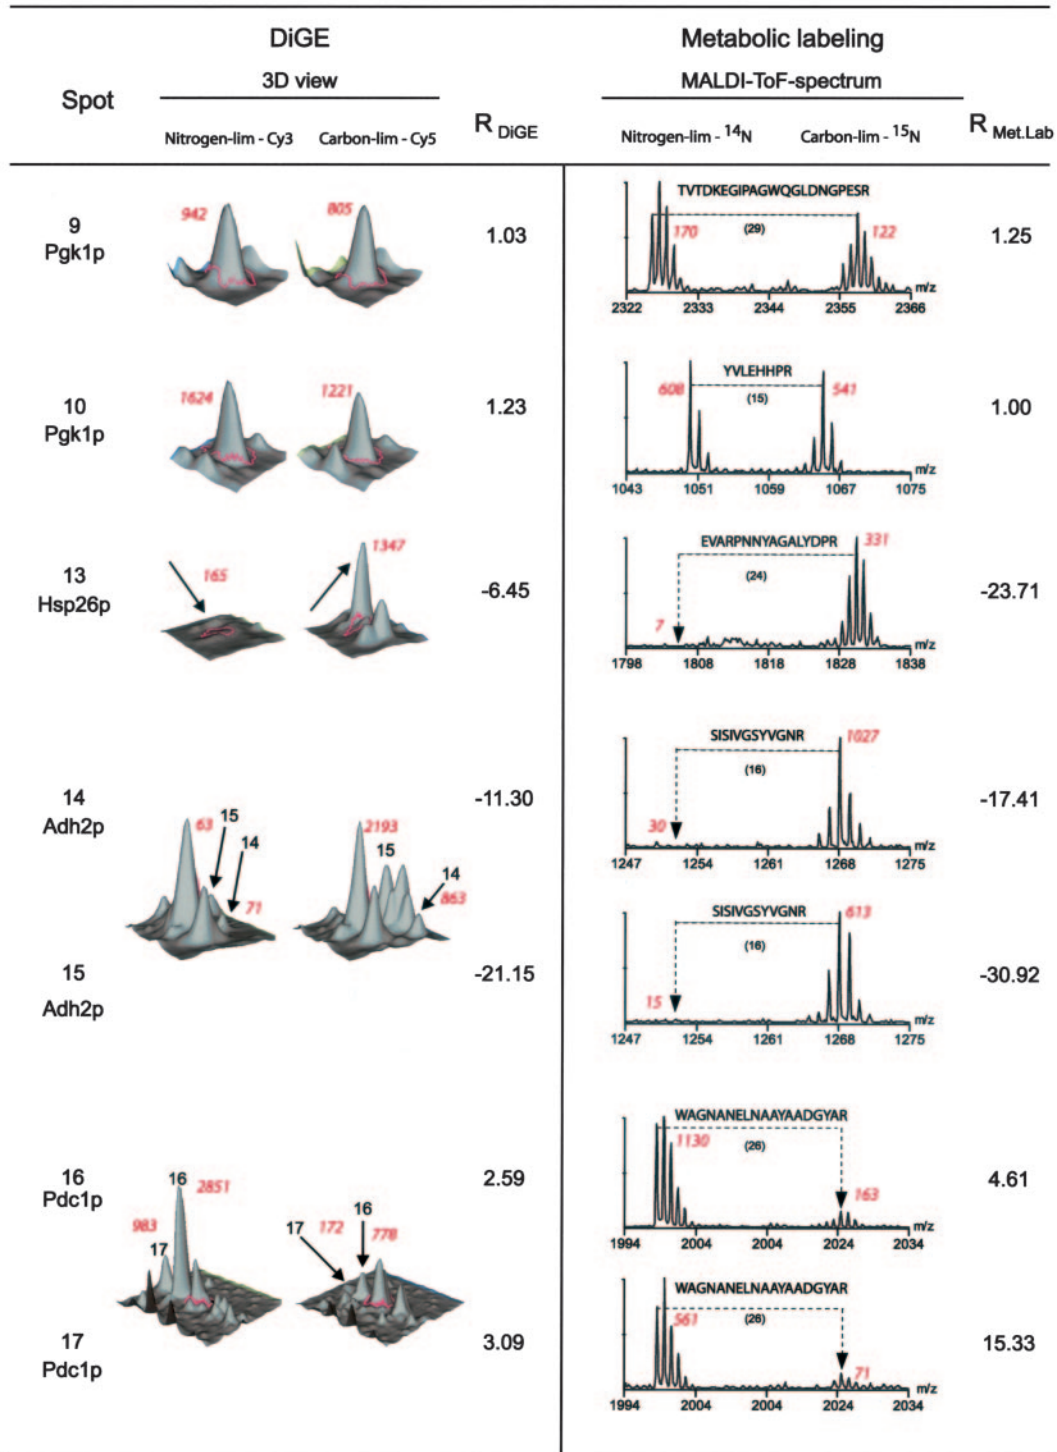 DiGE
Metabolic labeling
Spot
3D view
MALDI-ToF-spectrum
Nitrogen-lim - Cy3
Carbon-lim - Cy5
R DiGE
Nitrogen-lim - 14N
Carbon-lim - 15N
R Met.Lab
9
Pgk1p
942
805
1.03
TVTDKEGIPAGWQGLDNGPESR
(29)
170
122
m/z
2322 2333 2344 2355 2366
1.25
10
Pgk1p
1624
1221
1.23
YVLEHHPR
(15)
608
541
m/z
1043 1051 1059 1067 1075
1.00
13
Hsp26p
165
1347
-6.45
EVARPNNYAGALYDPR
(24)
331
7
m/z
1798 1808 1818 1828 1838
-23.71
14
Adh2p
63
15
14
71
2193
15
14
863
-11.30
SISIVGSYVGNR
(16)
1027
30
m/z
1247 1254 1261 1268 1275
-17.41
15
Adh2p
-21.15
SISIVGSYVGNR
(16)
613
15
m/z
1247 1254 1261 1268 1275
-30.92
16
Pdc1p
16
2851
983
17
16
17
172
778
2.59
WAGNANELNAAYAADGYAR
(26)
1130
163
m/z
1994 2004 2004 2024 2034
4.61
17
Pdc1p
3.09
WAGNANELNAAYAADGYAR
(26)
561
71
m/z
1994 2004 2004 2024 2034
15.33